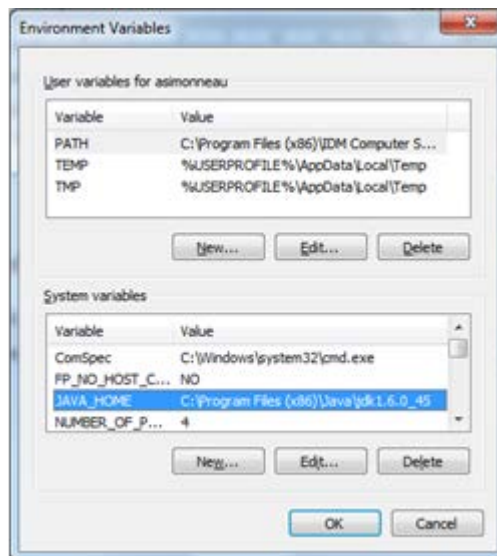 Environment Variables
User variables for asimonneau
Variable Value
PATH C:\Program Files (x86)\IDM Computer S...
TEMP %USERPROFILE%\AppData\Local\Temp
TMP %USERPROFILE%\AppData\Local\Temp
New... Edit... Delete
System variables
Variable Value
ComSpec C:\Windows\system32\cmd.exe
FP_NO_HOST_C... NO
JAVA_HOME C:\Program Files (x86)\Java\jdk1.6.0_45
NUMBER_OF_P... 4
New... Edit... Delete
OK Cancel